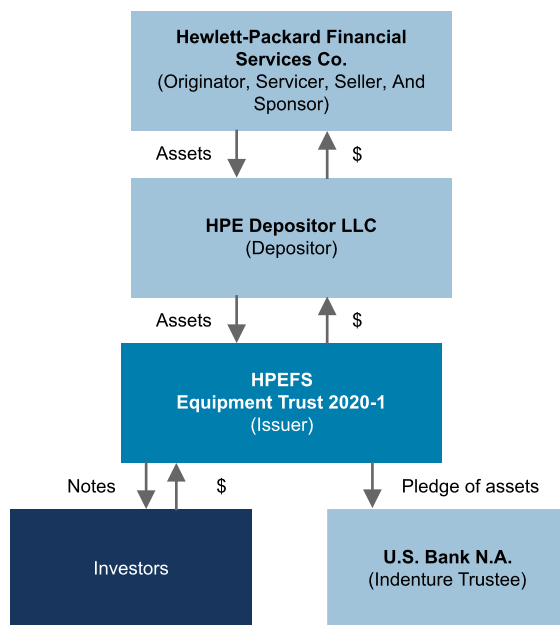 Hewlett-Packard Financial
Services Co.
(Originator, Servicer, Seller, And
Sponsor)
Assets
$
HPE Depositor LLC
(Depositor)
Assets
$
HPEFS
Equipment Trust 2020-1
(Issuer)
Notes
$
Pledge of assets
Investors
U.S. Bank N.A.
(Indenture Trustee)